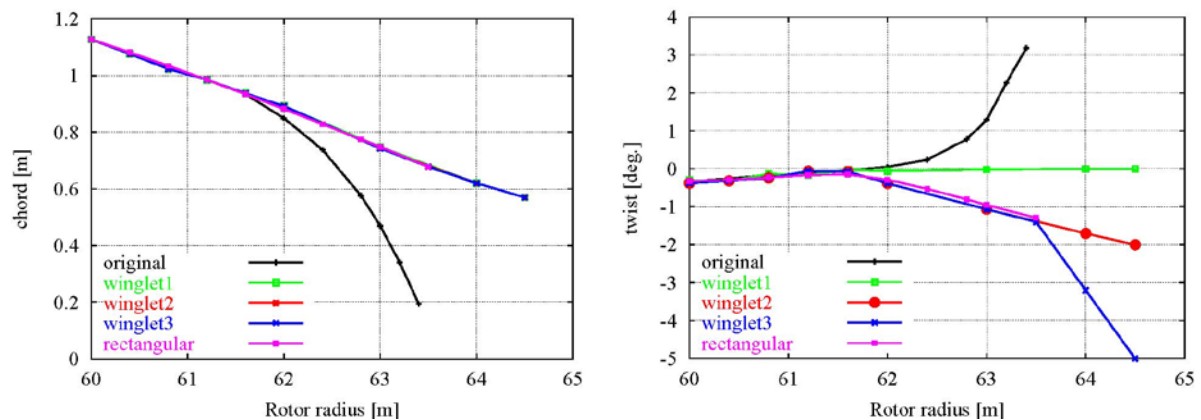 1.2
1
0.8
0.6
0.4
0.2
0
chord [m]
original
winglet1
winglet2
winglet3
rectangular
60
61
62
63
64
65
Rotor radius [m]
4
3
2
1
0
-1
-2
-3
-4
-5
twist [deg.]
original
winglet1
winglet2
winglet3
rectangular
60
61
62
63
64
65
Rotor radius [m]